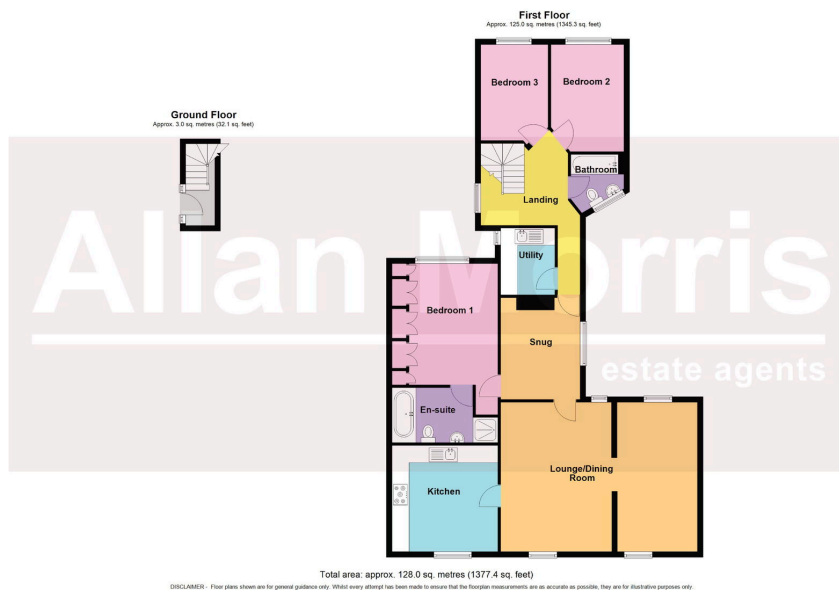 First Floor
Approx. 125.0 sq. metres (1345.3 sq. feet)
Bedroom 3
Bedroom 2
Ground Floor
Approx. 3.0 sq. metres (32.1 sq. feet)
Bathroom
Landing
Allan Morris
Utility
Bedroom 1
Snug
estate agents
En-suite
Lounge/Dining
Room
Kitchen
Total area: approx. 128.0 sq. metres (1377.4 sq. feet)
DISCLAIMER - Floor plans shown are for general guidance only. Whilst every attempt has been made to ensure that the floorplan measurements are as accurate as possible, they are for illustrative purposes only.